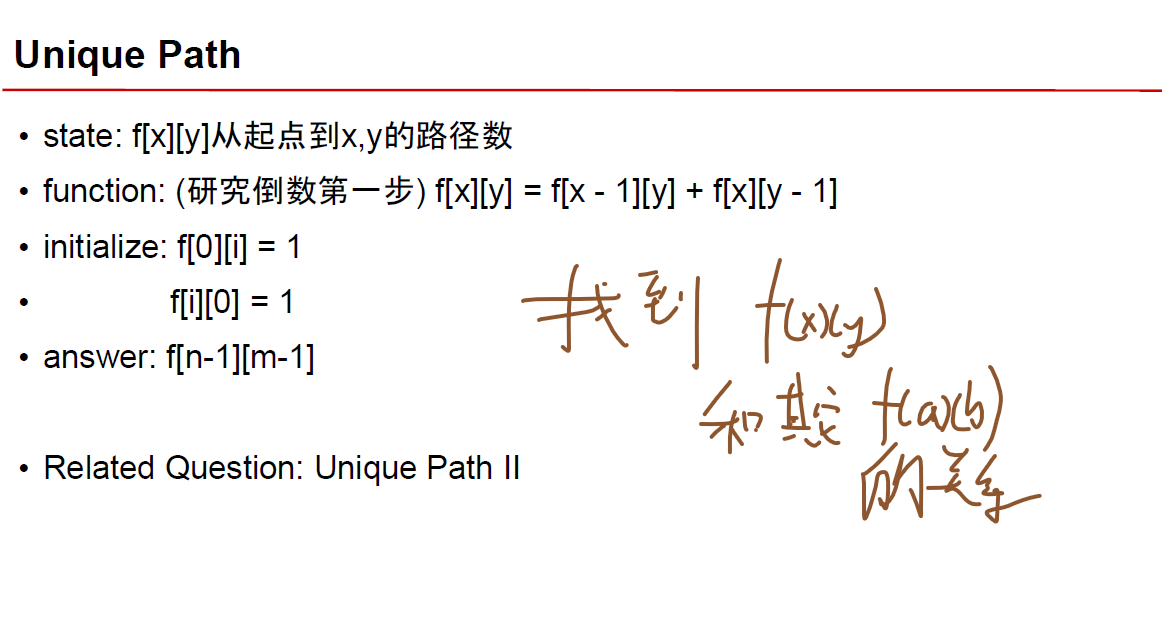 Unique Path
• state: f[x][y]从起点到x,y的路径数
• function: (研究倒数第一步) f[x][y] = f[x - 1][y] + f[x][y - 1]
• initialize: f[0][i] = 1
• f[i][0] = 1
• answer: f[n-1][m-1]
找到 f(x)(y)
和其它 f(a)(b)
的关系
• Related Question: Unique Path II